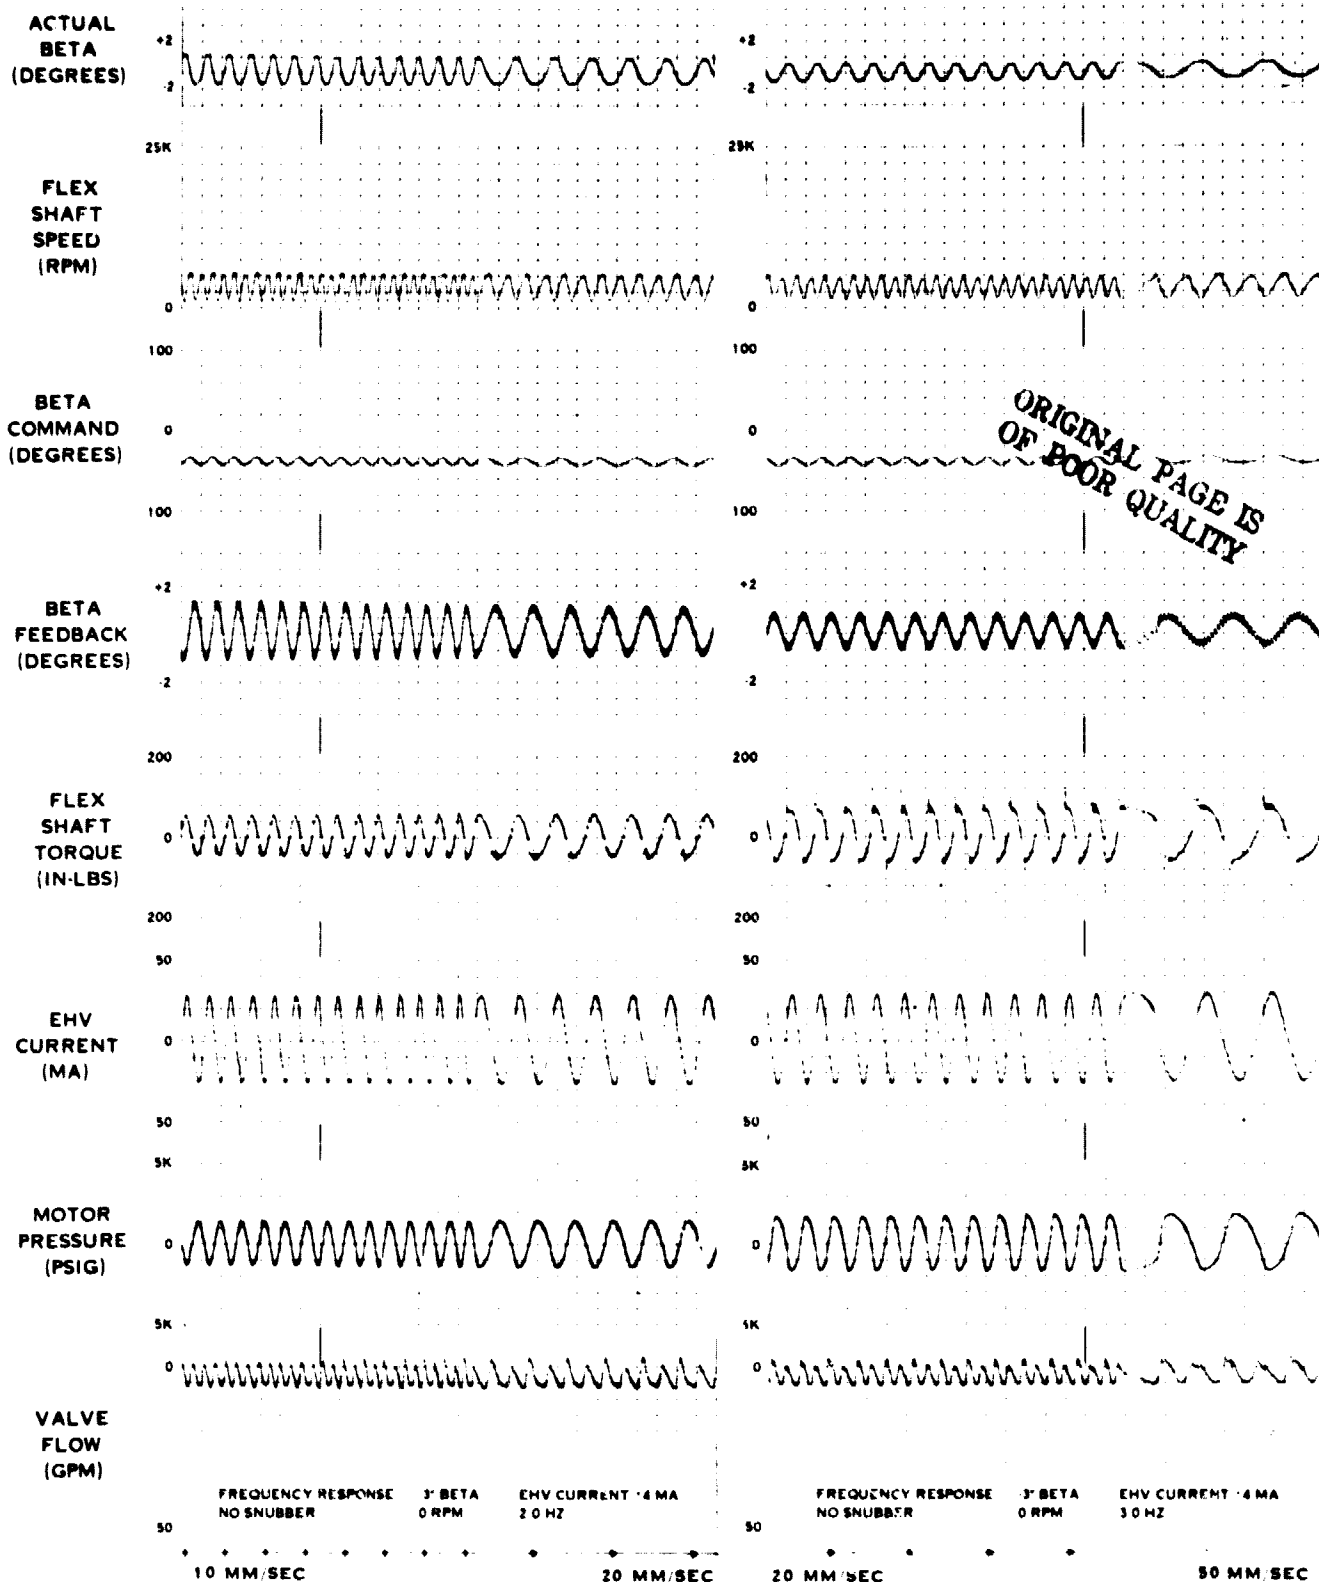 ACTUAL
BETA
(DEGREES)
+2
-2
+2
-2
FLEX
SHAFT
SPEED
(RPM)
25K
0
25K
0
BETA
COMMAND
(DEGREES)
100
0
100
100
0
100
ORIGINAL PAGE IS
OF POOR QUALITY
BETA
FEEDBACK
(DEGREES)
+2
-2
+2
-2
FLEX
SHAFT
TORQUE
(IN-LBS)
200
0
200
200
0
200
EHV
CURRENT
(MA)
50
0
50
50
0
50
MOTOR
PRESSURE
(PSIG)
5K
0
5K
5K
0
5K
VALVE
FLOW
(GPM)
0
50
0
50
FREQUENCY RESPONSE 3° BETA EHV CURRENT 4 MA
NO SNUBBER 0 RPM 2.0 HZ
FREQUENCY RESPONSE 3° BETA EHV CURRENT 4 MA
NO SNUBBER 0 RPM 3.0 HZ
10 MM/SEC 20 MM/SEC
20 MM/SEC 50 MM/SEC